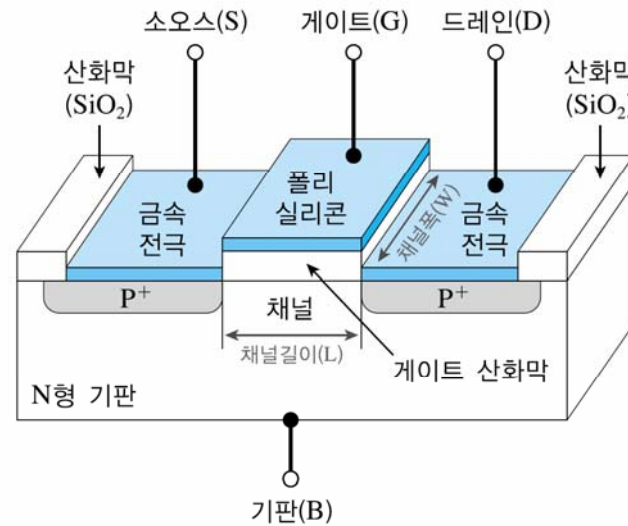 소오스(S)
게이트(G)
드레인(D)
산화막
(SiO₂)
산화막
(SiO₂)
금속
전극
폴리
실리콘
채널폭(W)
금속
전극
P⁺
채널
P⁺
채널길이(L)
게이트 산화막
N형 기판
기판(B)